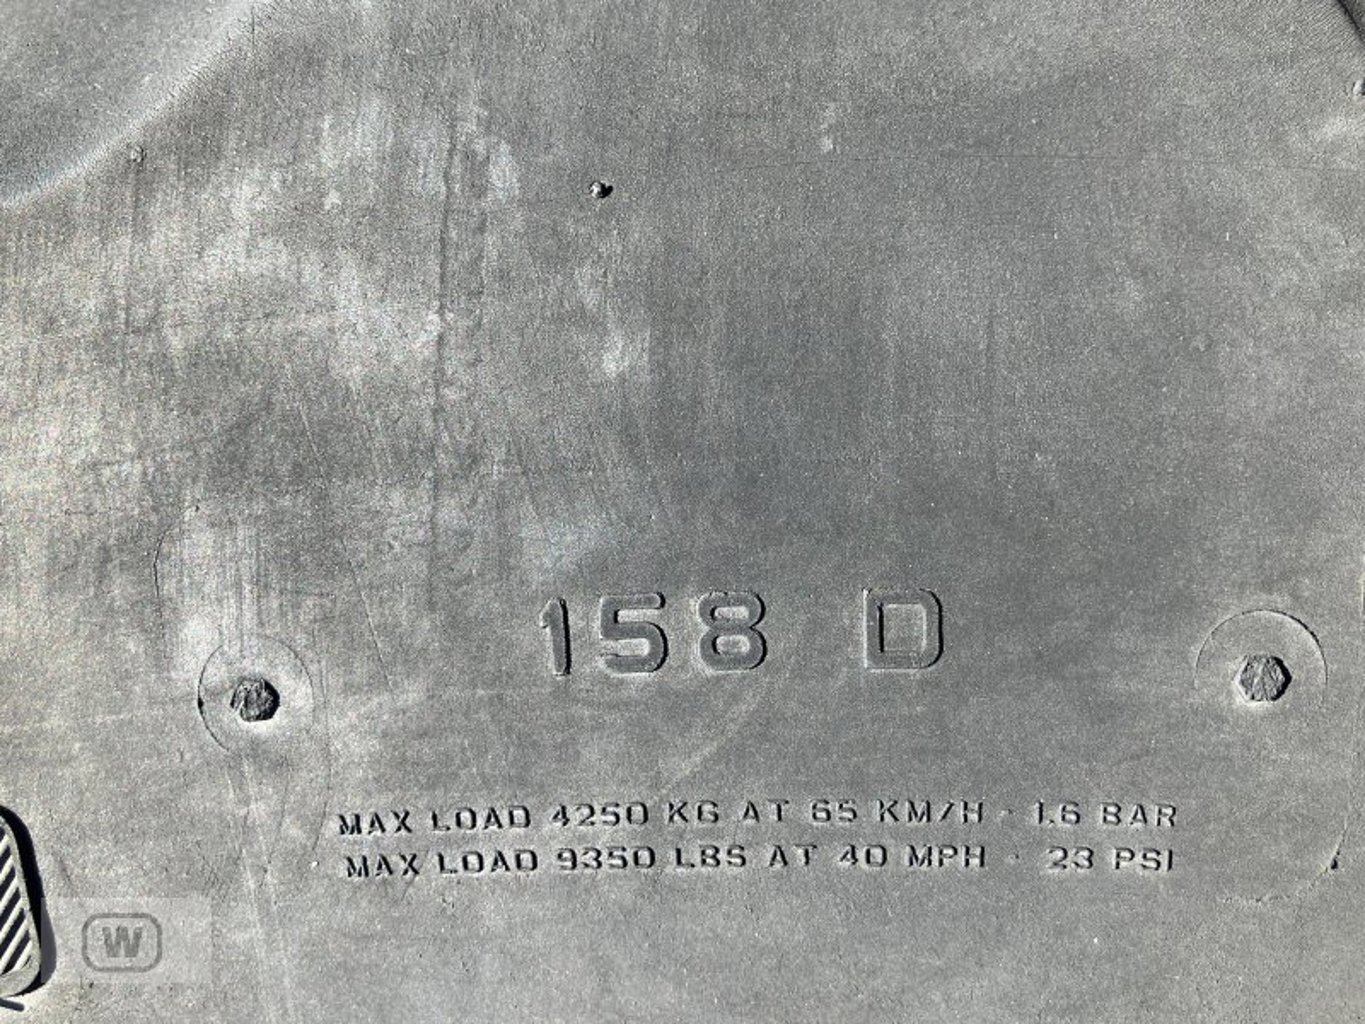 158 D
MAX LOAD 4250 KG AT 65 KM/H · 1.6 BAR
MAX LOAD 9350 LBS AT 40 MPH · 23 PSI
W